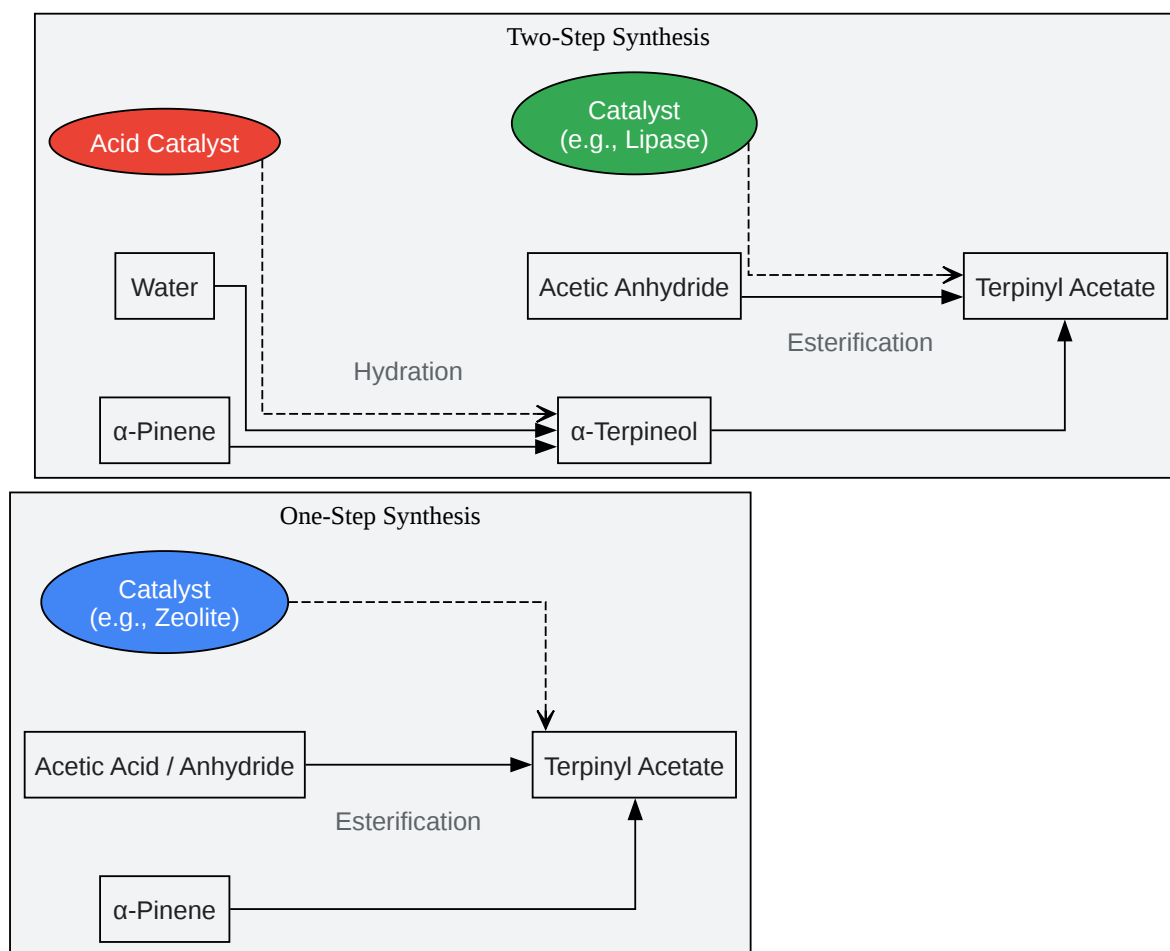 Two-Step Synthesis
Catalyst
(e.g., Lipase)
Acid Catalyst
Water
Acetic Anhydride
Terpinyl Acetate
Esterification
Hydration
α-Pinene
α-Terpineol
One-Step Synthesis
Catalyst
(e.g., Zeolite)
Acetic Acid / Anhydride
Terpinyl Acetate
Esterification
α-Pinene